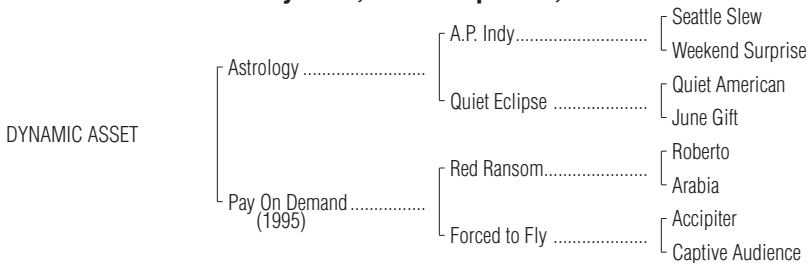 Seattle Slew
A.P. Indy..............................
Weekend Surprise
Astrology ............................
Quiet American
Quiet Eclipse ......................
June Gift
DYNAMIC ASSET
Roberto
Red Ransom........................
Arabia
Pay On Demand.................
(1995)
Accipiter
Forced to Fly ......................
Captive Audience